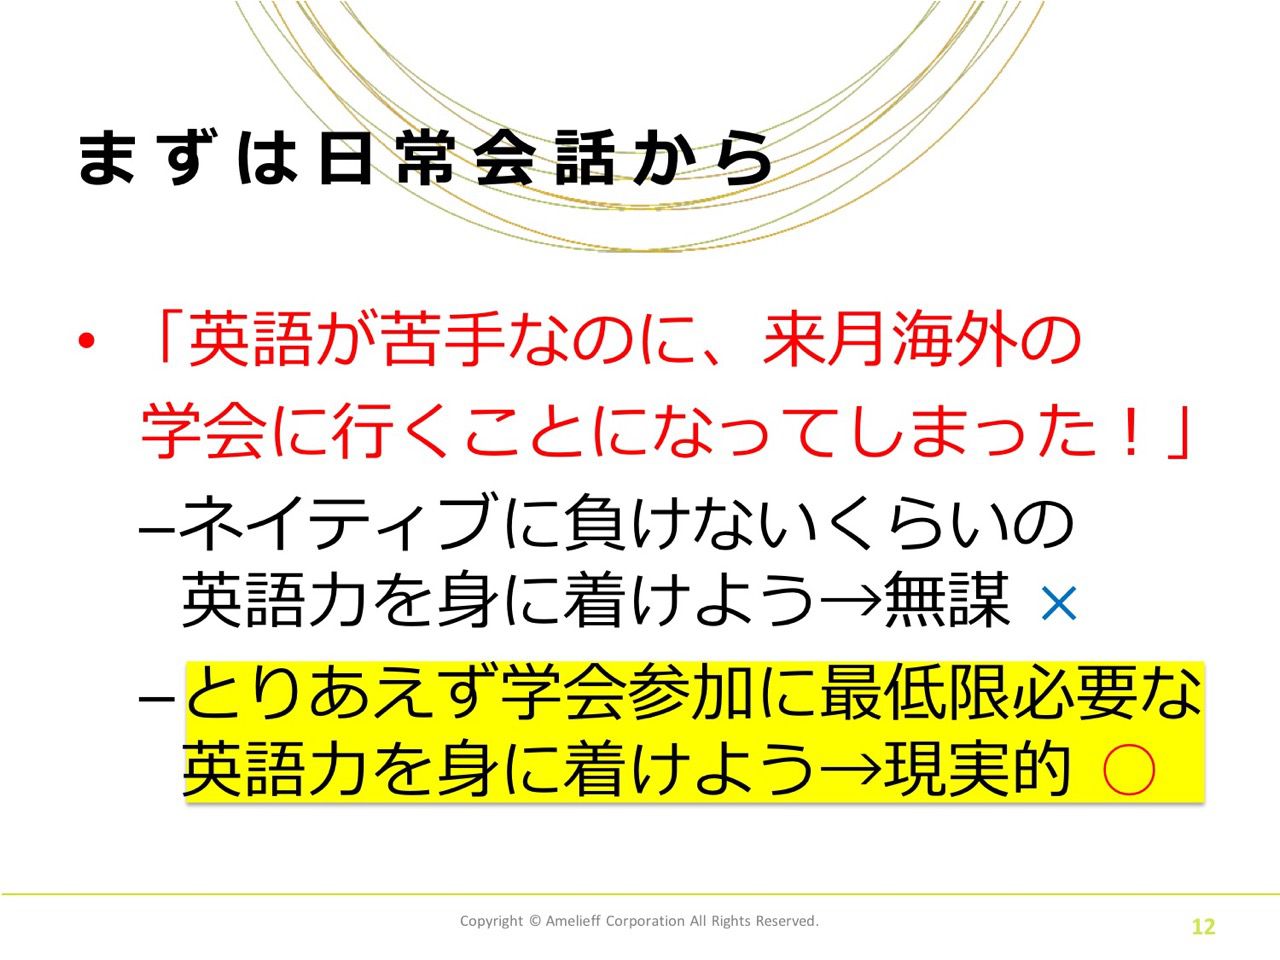 まずは日常会話から
• 「英語が苦手なのに、来月海外の
学会に行くことになってしまった！」
–ネイティブに負けないくらいの
英語力を身に着けよう→無謀 ×
–とりあえず学会参加に最低限必要な
英語力を身に着けよう→現実的 ○
Copyright © Amelieff Corporation All Rights Reserved.
12